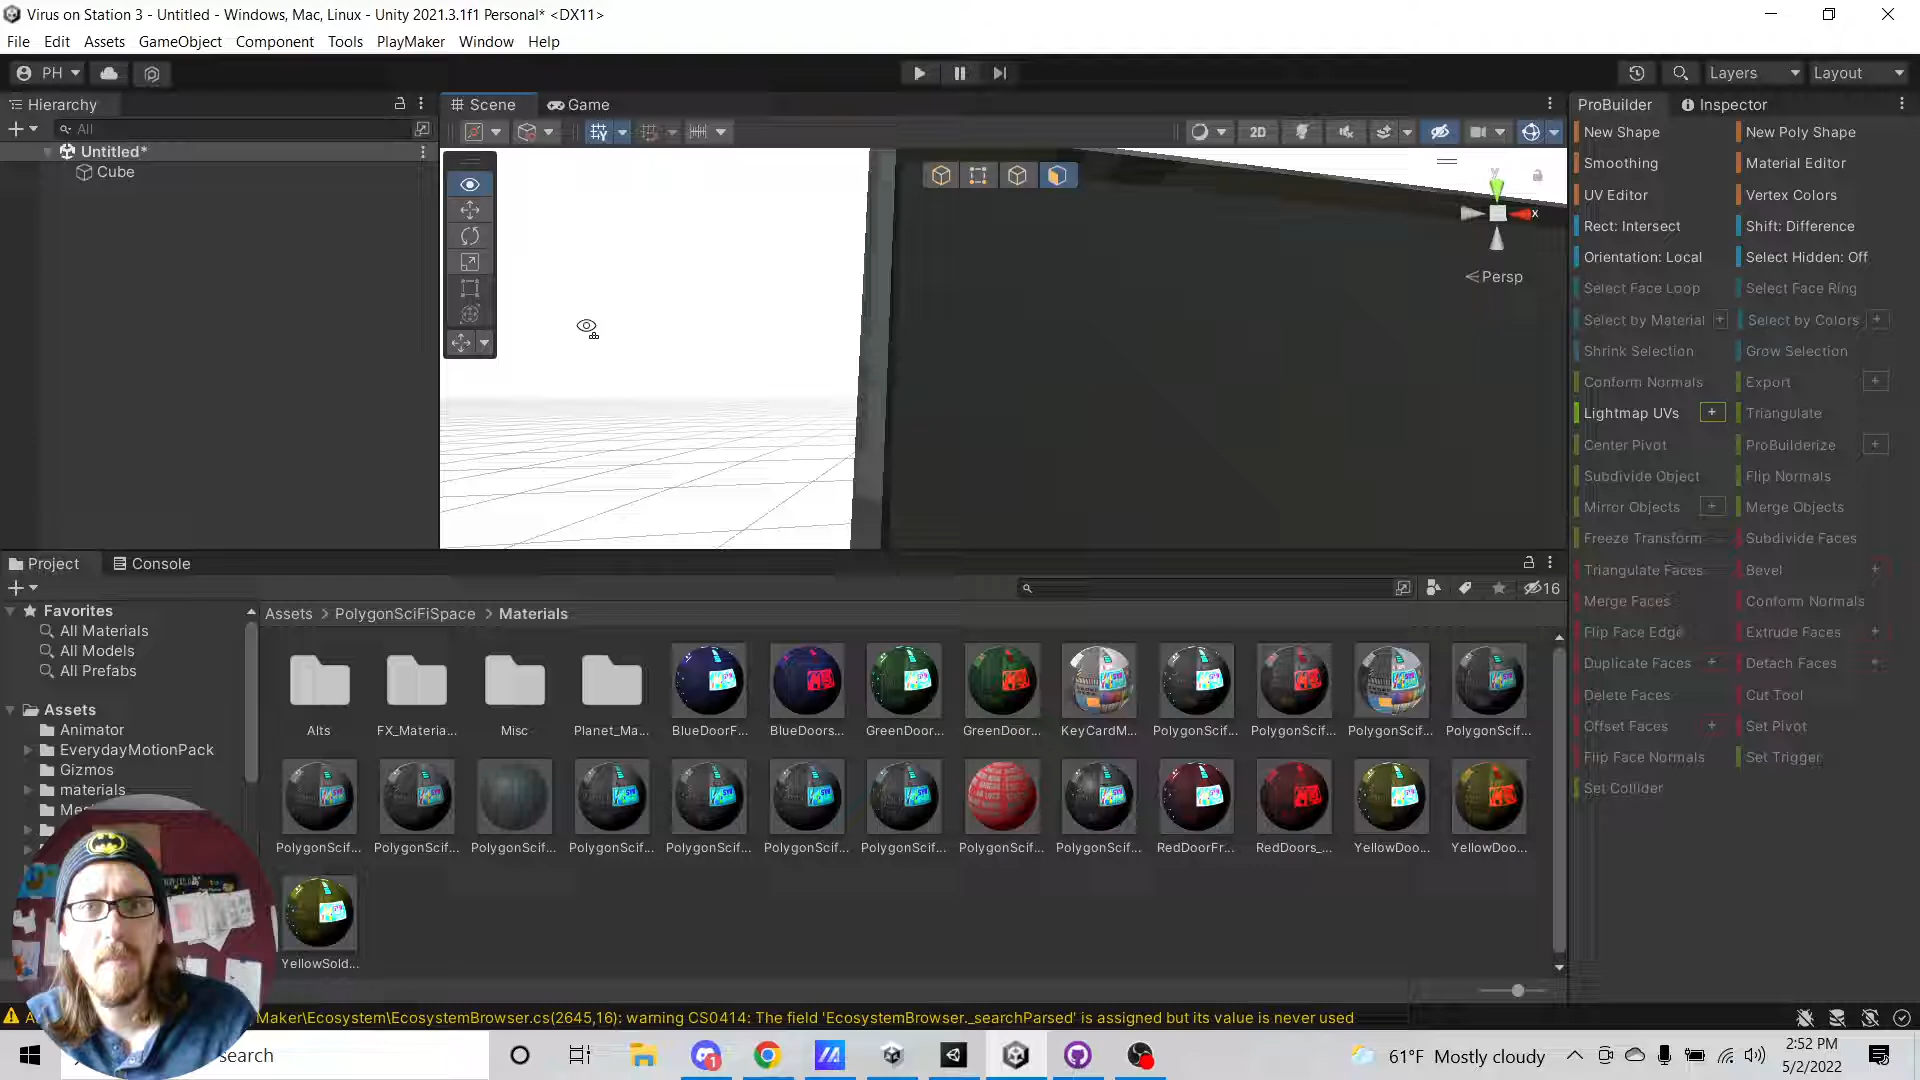 Virus on Station 3 - Untitled - Windows, Mac, Linux - Unity 2021.3.1f1 Personal* <DX11>
File Edit Assets GameObject Component Tools PlayMaker Window Help
PH Layers Layout
Hierarchy Scene Game ProBuilder Inspector
All 2D New Shape New Poly Shape
Untitled*
Cube
Smoothing Material Editor
UV Editor Vertex Colors
Rect: Intersect Shift: Difference
y
x
Orientation: Local Select Hidden: Off
Persp
Select Face Loop Select Face Ring
Select by Material + Select by Colors +
Shrink Selection Grow Selection
Conform Normals Export +
Lightmap UVs + Triangulate
Center Pivot ProBuilderize +
Subdivide Object Flip Normals
Mirror Objects + Merge Objects
Freeze Transform Subdivide Faces
Triangulate Faces Bevel +
Merge Faces Conform Normals
Flip Face Edge Extrude Faces +
Duplicate Faces + Detach Faces +
Delete Faces Cut Tool
Offset Faces + Set Pivot
Flip Face Normals Set Trigger
Set Collider
Project Console
16
Favorites
All Materials
All Models
All Prefabs
Assets
Animator
EverydayMotionPack
Gizmos
materials
Assets > PolygonSciFiSpace > Materials
Alts FX_Materia... Misc Planet_Ma... BlueDoorF... BlueDoors... GreenDoor... GreenDoor... KeyCardM... PolygonScif... PolygonScif... PolygonScif... PolygonScif...
PolygonScif... PolygonScif... PolygonScif... PolygonScif... PolygonScif... PolygonScif... PolygonScif... PolygonScif... PolygonScif... RedDoorFr... RedDoors_... YellowDoo... YellowDoo...
YellowSold...
Maker\Ecosystem\EcosystemBrowser.cs(2645,16): warning CS0414: The field 'EcosystemBrowser._searchParsed' is assigned but its value is never used
search
61°F Mostly cloudy
2:52 PM
5/2/2022